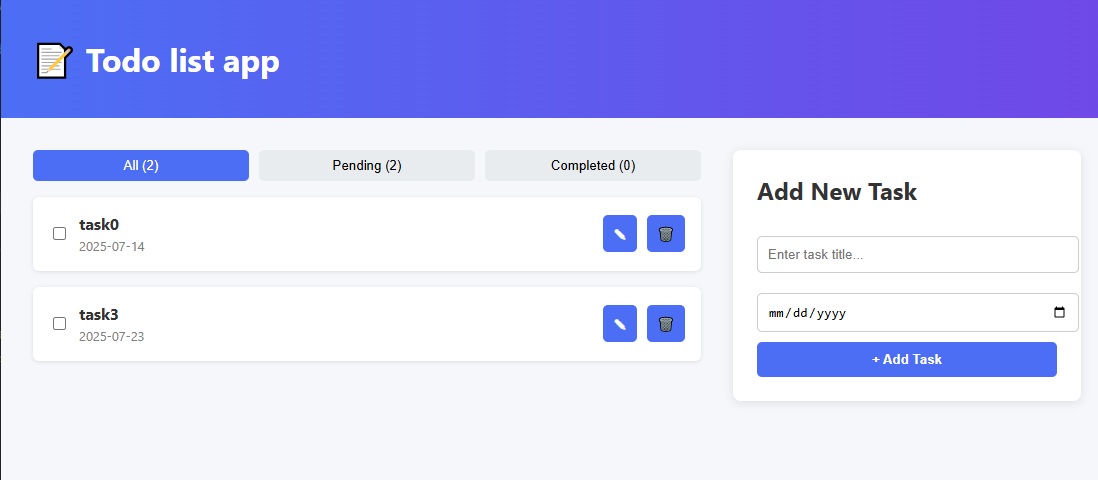 Todo list app
All (2)
Pending (2)
Completed (0)
task0
2025-07-14
task3
2025-07-23
Add New Task
Enter task title...
mm/dd/yyyy
+ Add Task